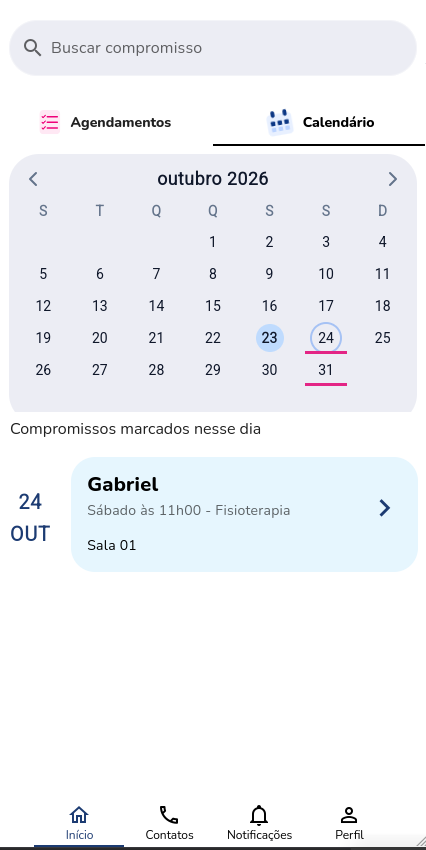 Buscar compromisso
Agendamentos Calendário
outubro 2026
S T Q Q S S D
1 2 3 4
5 6 7 8 9 10 11
12 13 14 15 16 17 18
19 20 21 22 23 24 25
26 27 28 29 30 31
Compromissos marcados nesse dia
24
OUT
Gabriel
Sábado às 11h00 - Fisioterapia
Sala 01
Início Contatos Notificações Perfil